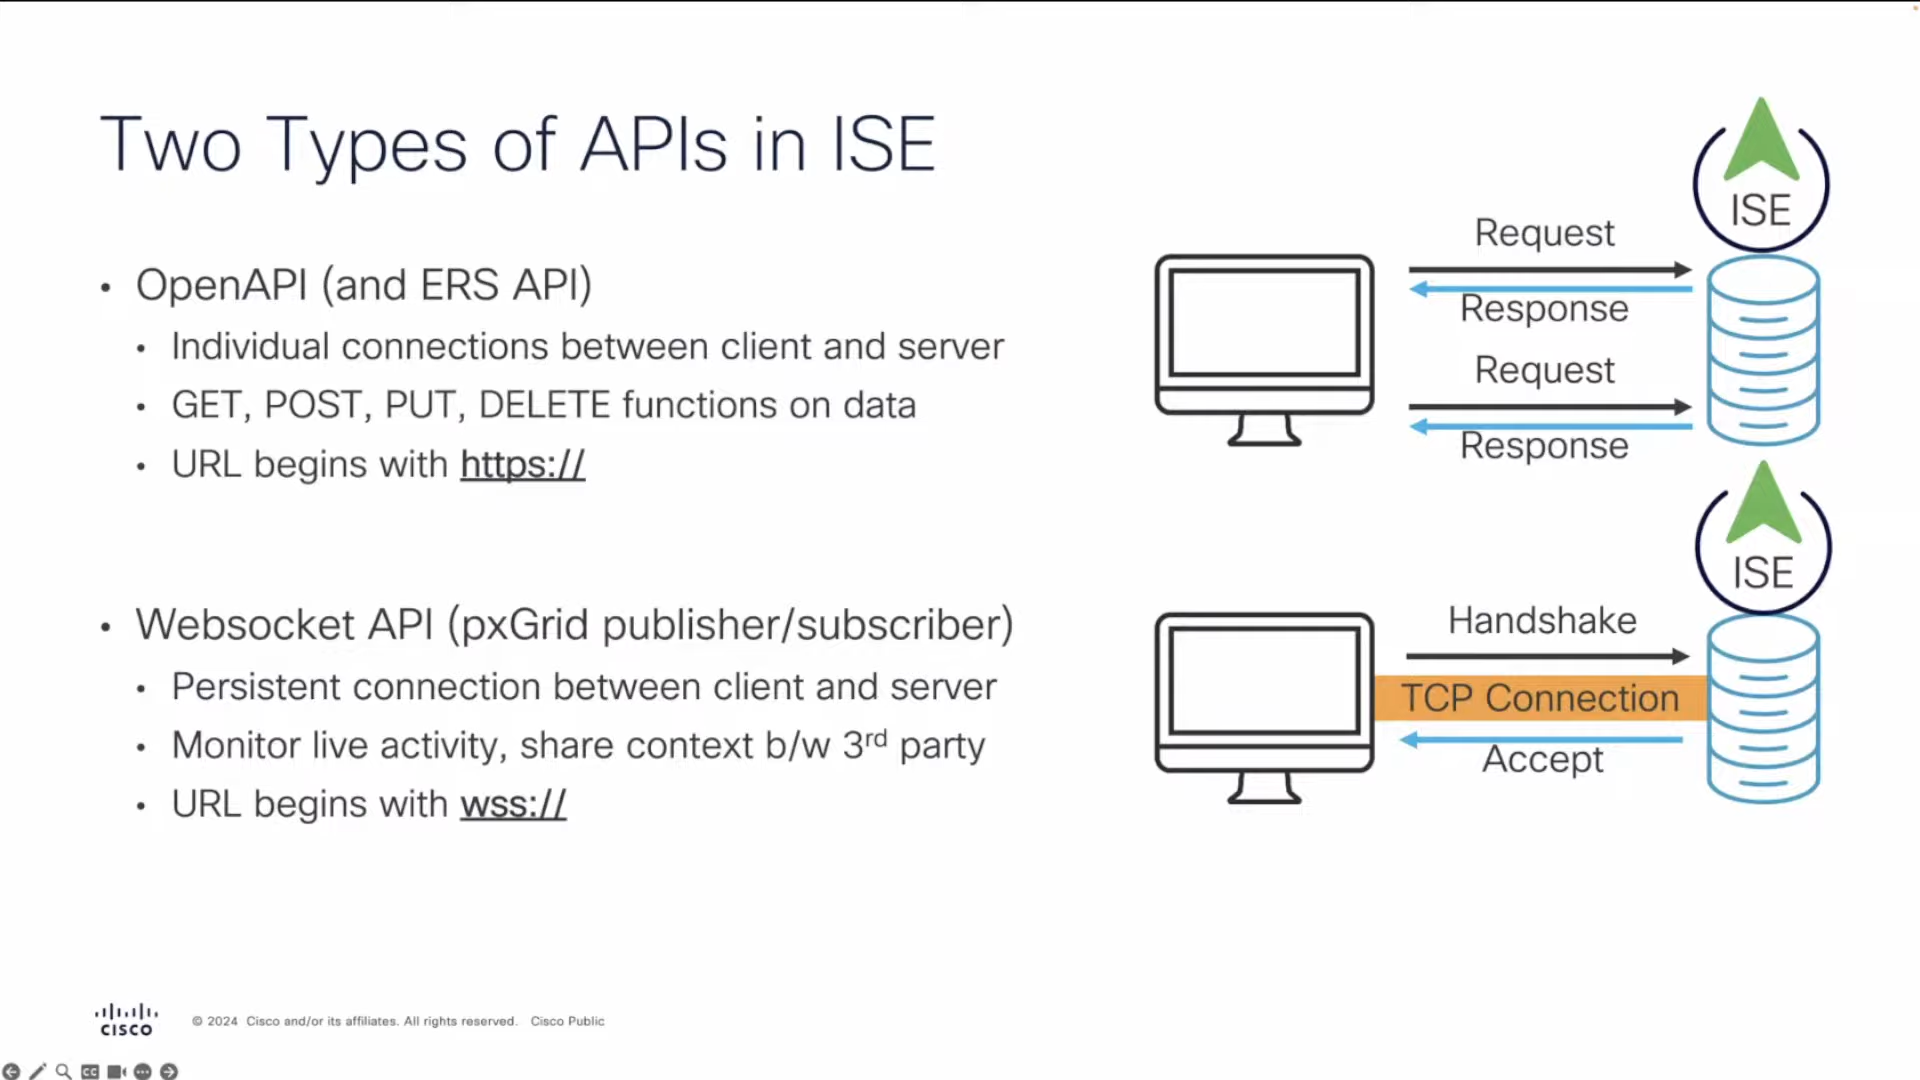 Two Types of APIs in ISE
• OpenAPI (and ERS API)
• Individual connections between client and server
• GET, POST, PUT, DELETE functions on data
• URL begins with https://
• Websocket API (pxGrid publisher/subscriber)
• Persistent connection between client and server
• Monitor live activity, share context b/w 3rd party
• URL begins with wss://
ISE
Request
Response
Request
Response
ISE
Handshake
TCP Connection
Accept
CISCO
© 2024 Cisco and/or its affiliates. All rights reserved. Cisco Public
CC